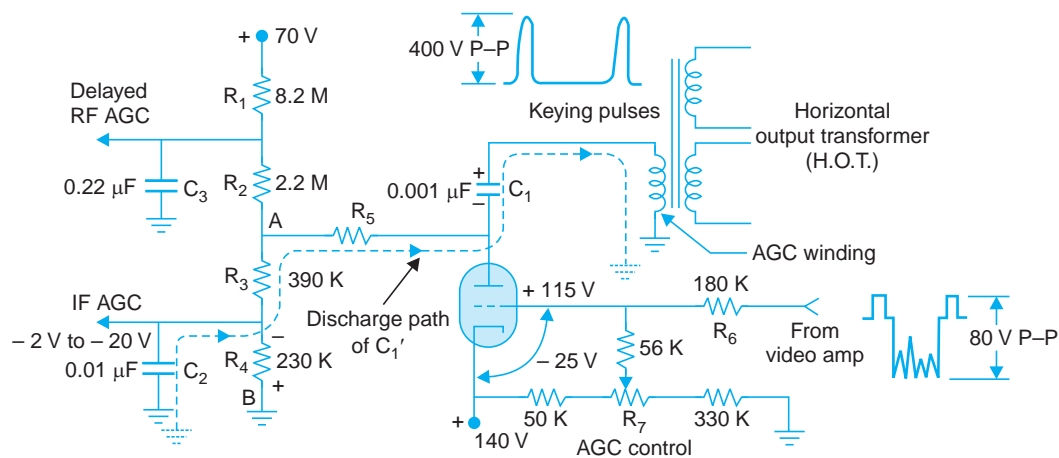 + 70 V
R1 8.2 M
Delayed
RF AGC
0.22 μF C3
R2 2.2 M
A
R5
R3 390 K
IF AGC
– 2 V to – 20 V
0.01 μF C2
R4 230 K
–
+
B
Discharge path
of C1′
400 V P–P
Keying pulses
Horizontal
output transformer
(H.O.T.)
+
0.001 μF C1
–
AGC winding
+ 115 V
180 K
R6
From
video amp
80 V P–P
– 25 V
56 K
+
140 V
50 K
R7
330 K
AGC control